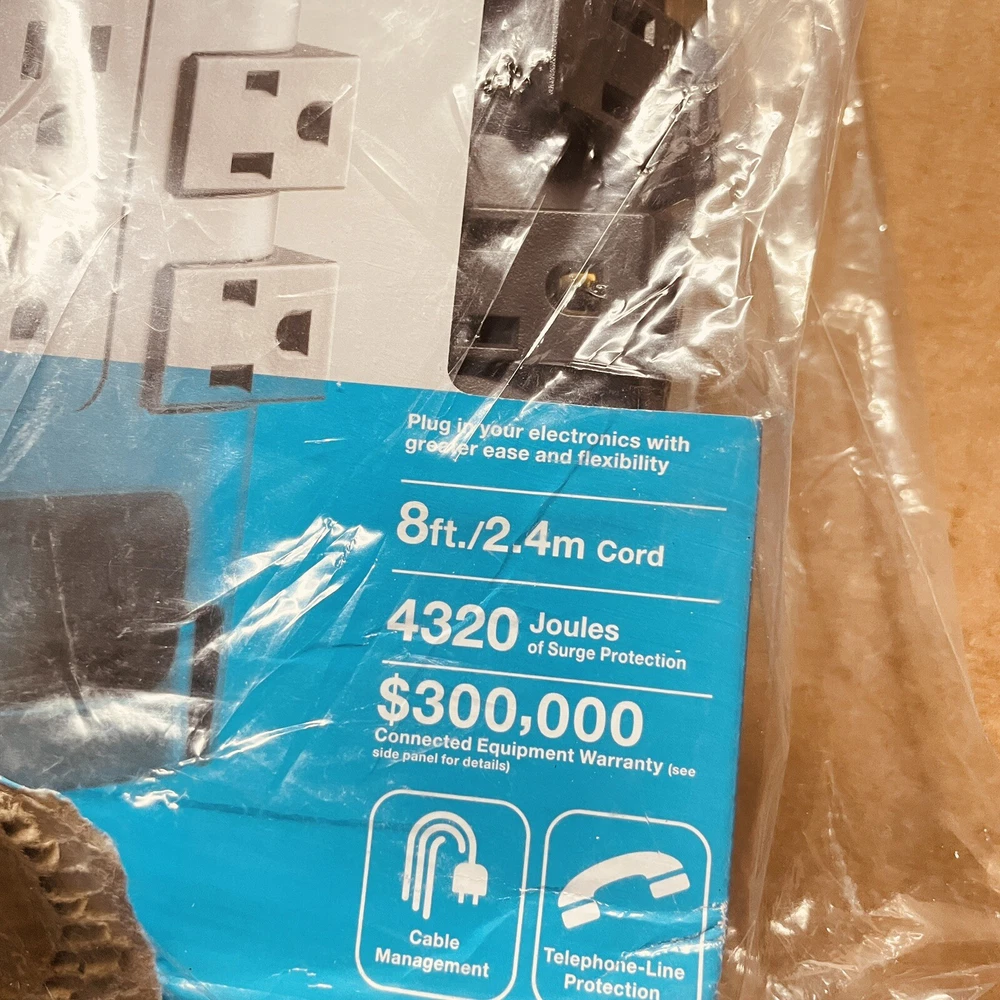 Plug in your electronics with
greater ease and flexibility
8ft./2.4m Cord
4320 Joules
of Surge Protection
$300,000
Connected Equipment Warranty (see
side panel for details)
Cable
Management
Telephone-Line
Protection